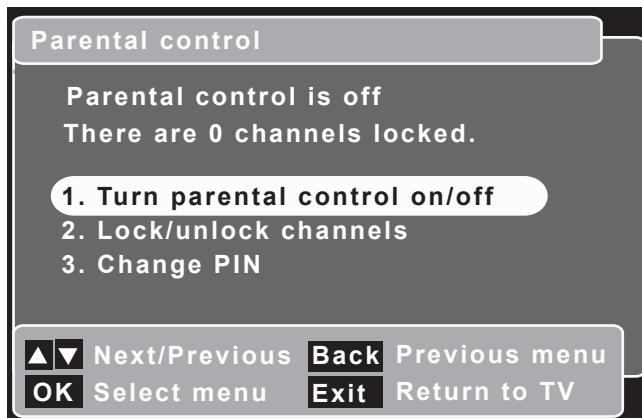 Parental control
Parental control is off
There are 0 channels locked.
1. Turn parental control on/off
2. Lock/unlock channels
3. Change PIN
▲▼ Next/Previous Back Previous menu
OK Select menu Exit Return to TV